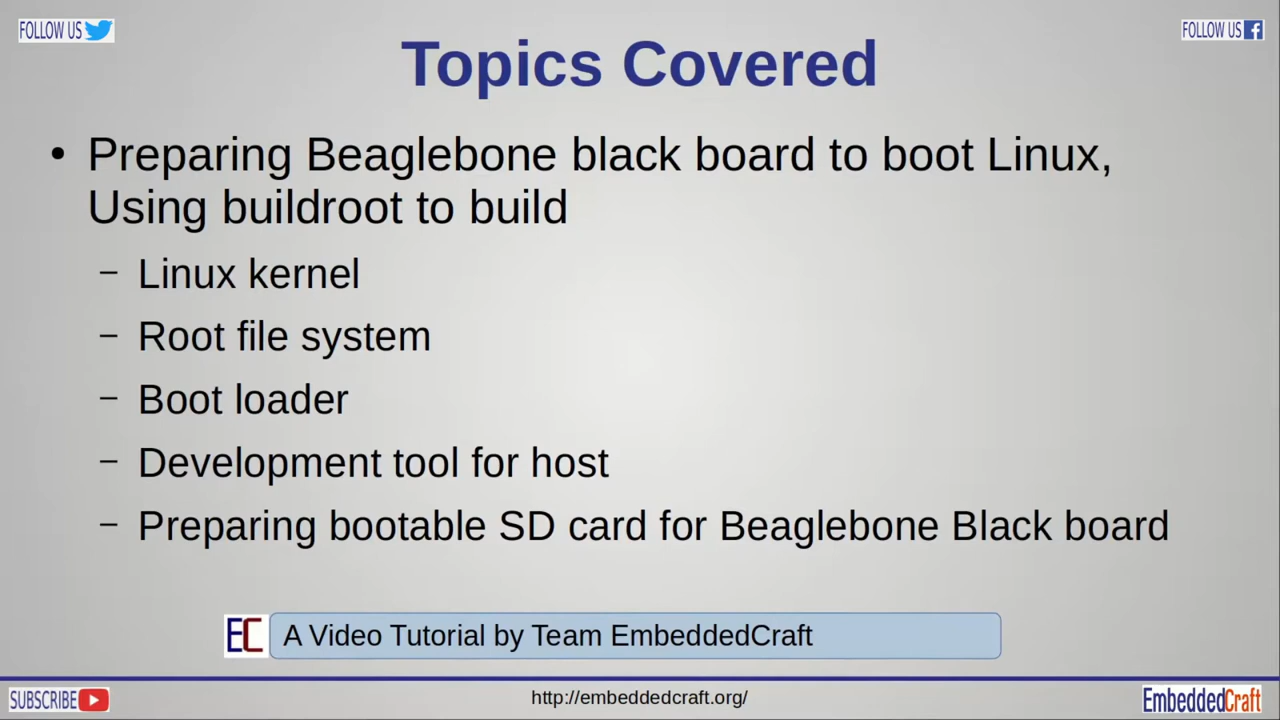 FOLLOW US
FOLLOW US
Topics Covered
• Preparing Beaglebone black board to boot Linux,
Using buildroot to build
– Linux kernel
– Root file system
– Boot loader
– Development tool for host
– Preparing bootable SD card for Beaglebone Black board
EC A Video Tutorial by Team EmbeddedCraft
SUBSCRIBE
http://embeddedcraft.org/
EmbeddedCraft